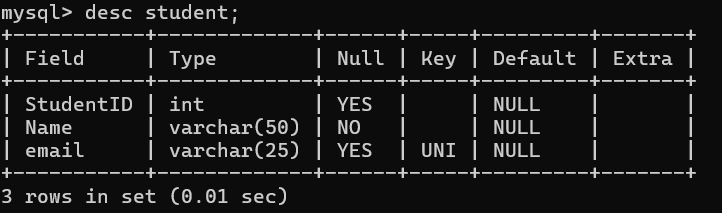 mysql> desc student;
+-----------+-------------+------+-----+---------+-------+
| Field     | Type        | Null | Key | Default | Extra |
+-----------+-------------+------+-----+---------+-------+
| StudentID | int         | YES  |     | NULL    |       |
| Name      | varchar(50) | NO   |     | NULL    |       |
| email     | varchar(25) | YES  | UNI | NULL    |       |
+-----------+-------------+------+-----+---------+-------+
3 rows in set (0.01 sec)